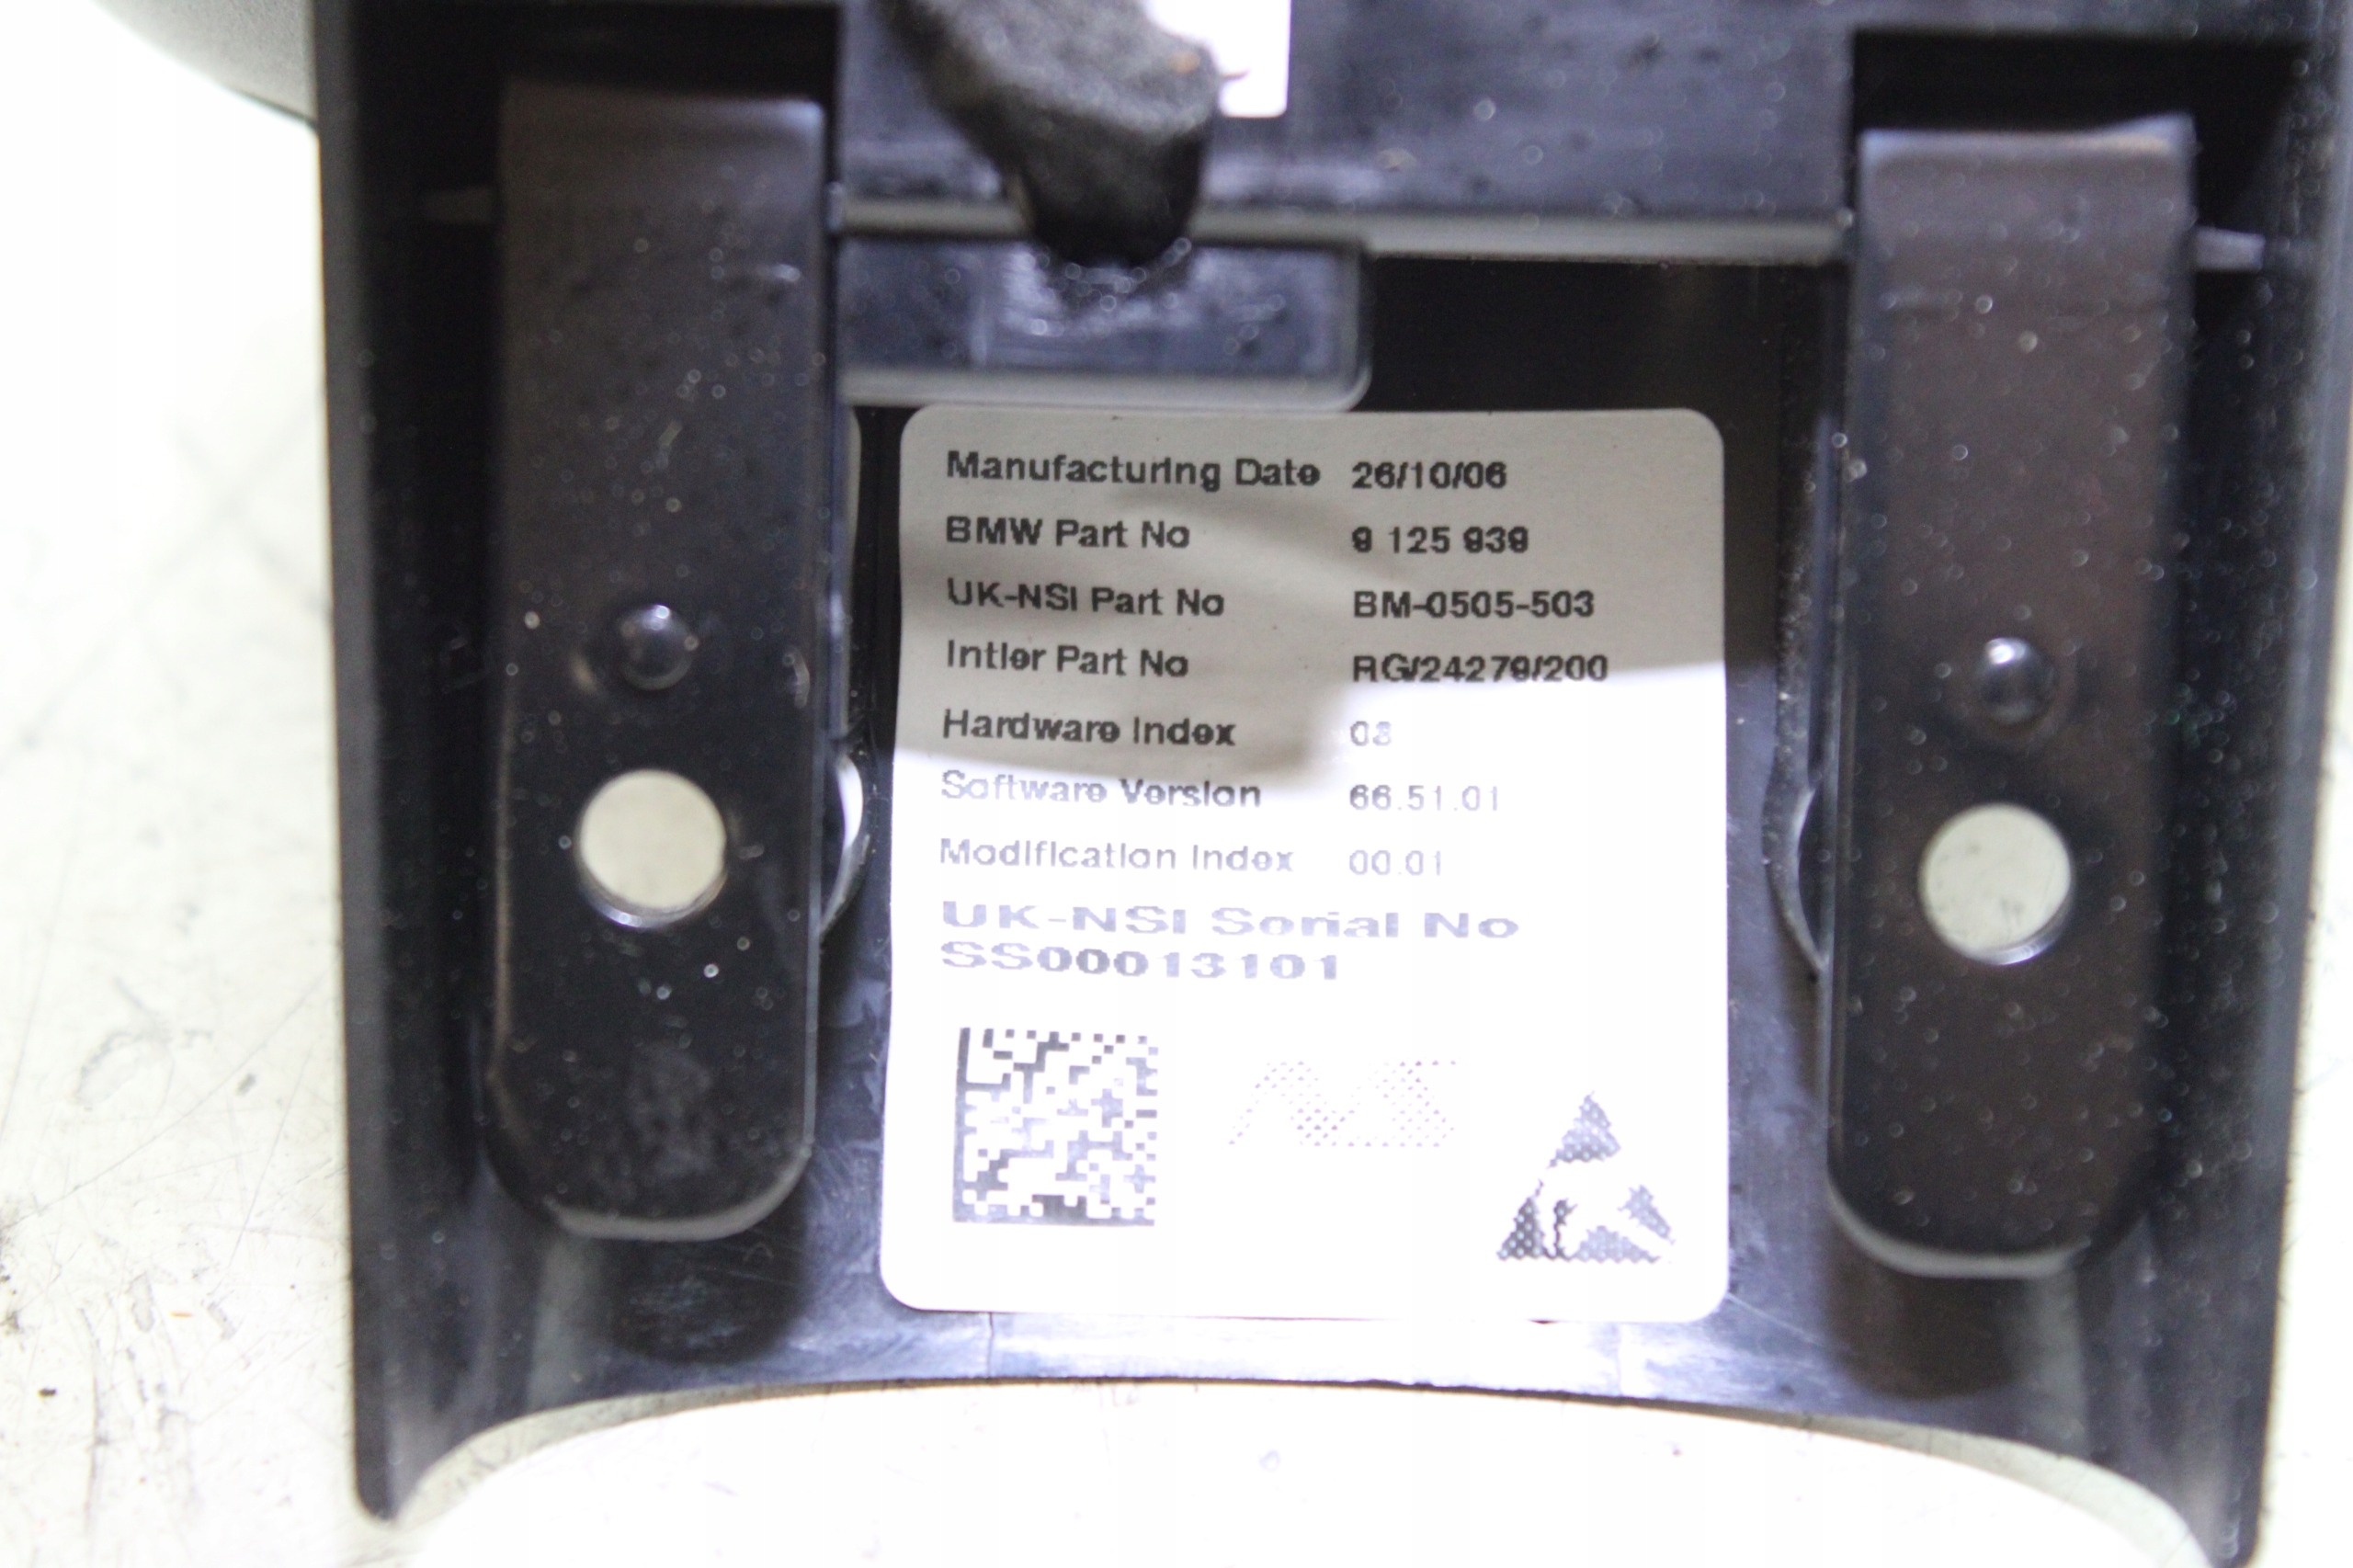 Manufacturing Date 26/10/06
BMW Part No 9 125 939
UK-NSI Part No BM-0505-503
Intier Part No RG/24279/200
Hardware Index 03
Software Version 66.51.01
Modification Index 00.01
UK-NSI Serial No
SS00013101